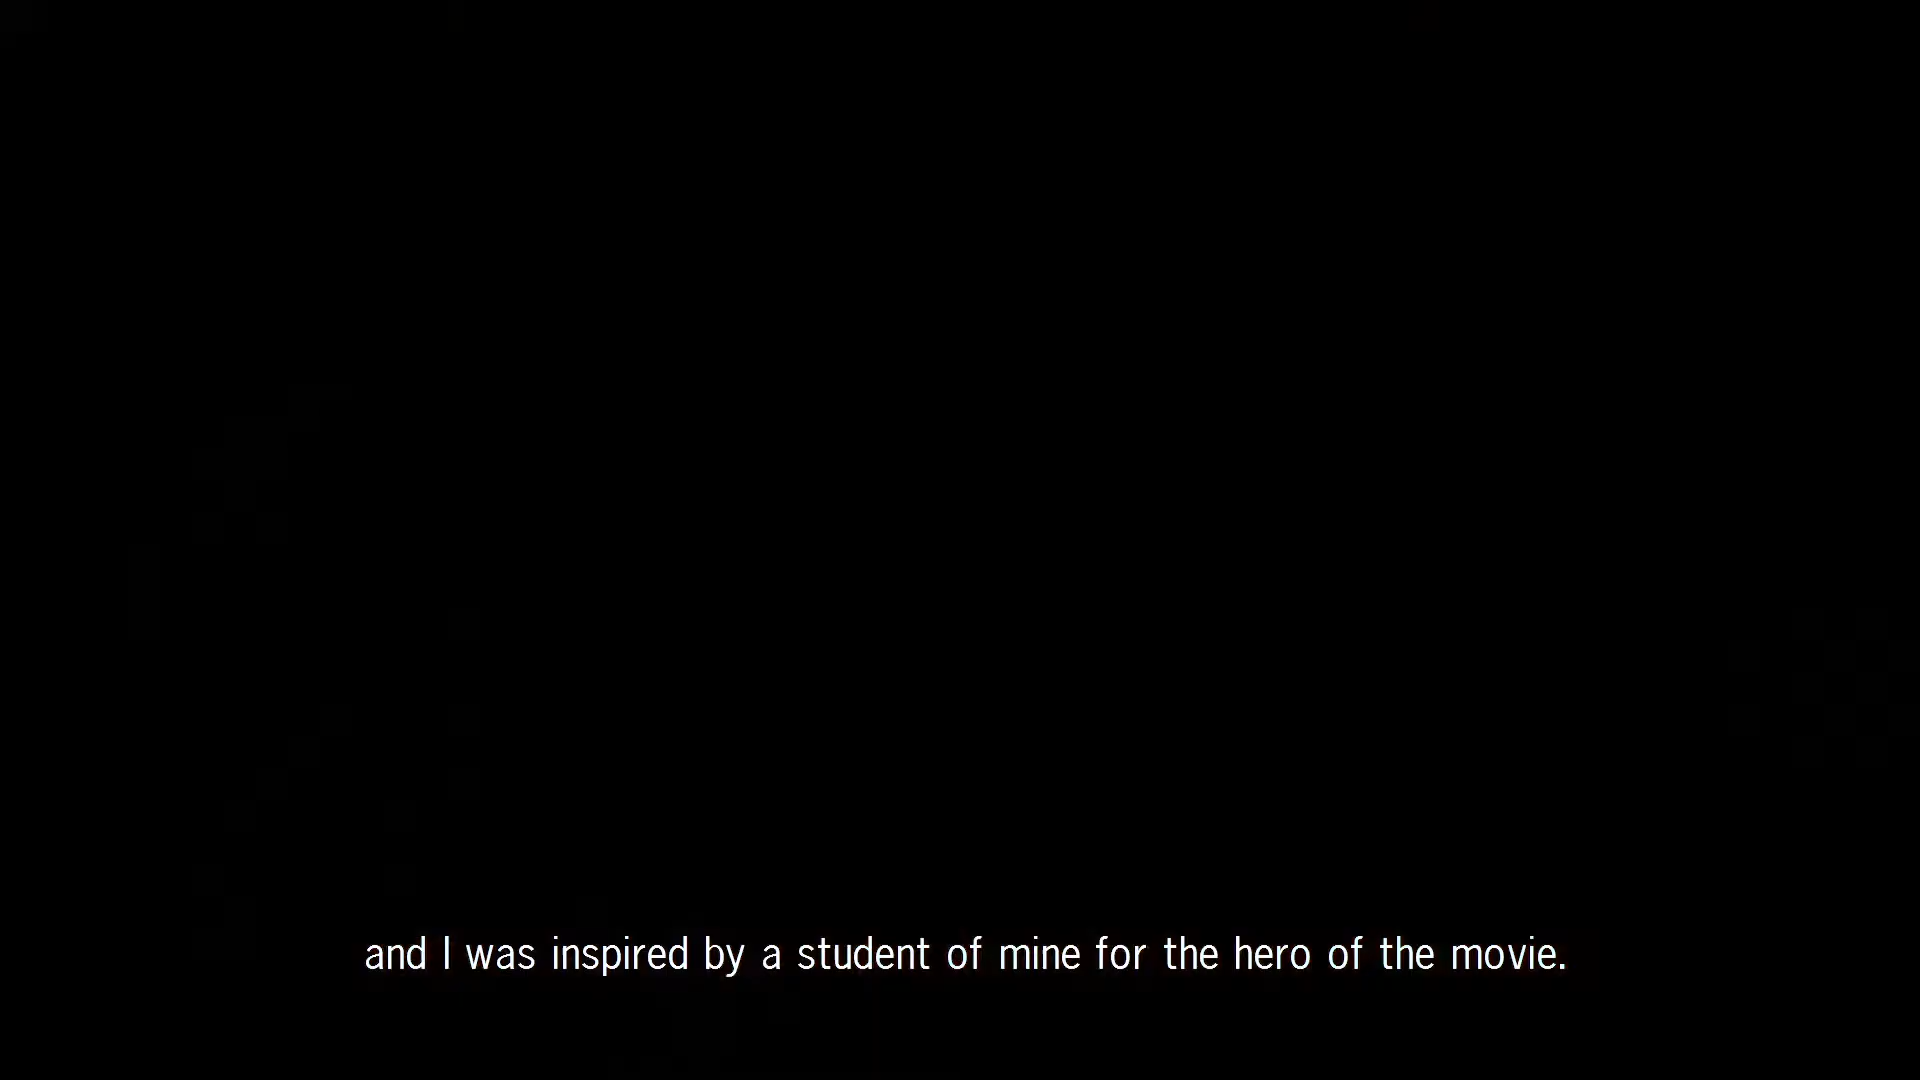 and I was inspired by a student of mine for the hero of the movie.